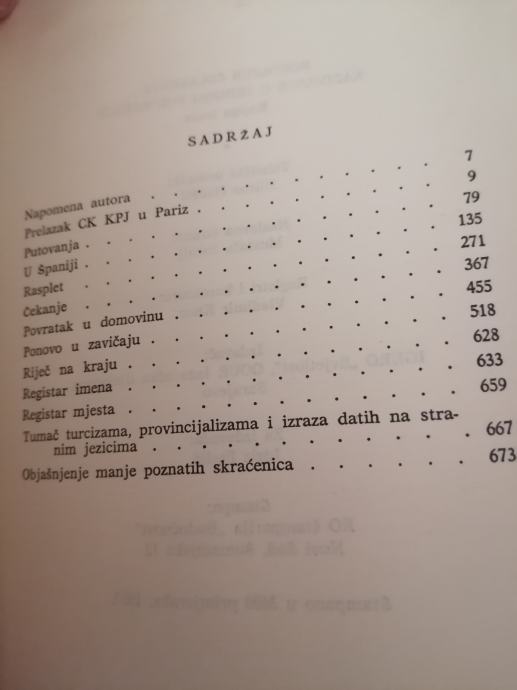 SADRŽAJ
Napomena autora . . . . . . . . . . . 7
Prelazak CK KPJ u Pariz . . . . . . . . . 9
Putovanja . . . . . . . . . . . . . 79
U Španiji . . . . . . . . . . . . . 135
Rasplet . . . . . . . . . . . . . . 271
Čekanje . . . . . . . . . . . . . . 367
Povratak u domovinu . . . . . . . . . . 455
Ponovo u zavičaju . . . . . . . . . . . 518
Riječ na kraju . . . . . . . . . . . . 628
Registar imena . . . . . . . . . . . . 633
Registar mjesta . . . . . . . . . . . . 659
Tumač turcizama, provincijalizama i izraza datih na stra-
nim jezicima . . . . . . . . . . . 667
Objašnjenje manje poznatih skraćenica . . . . . 673